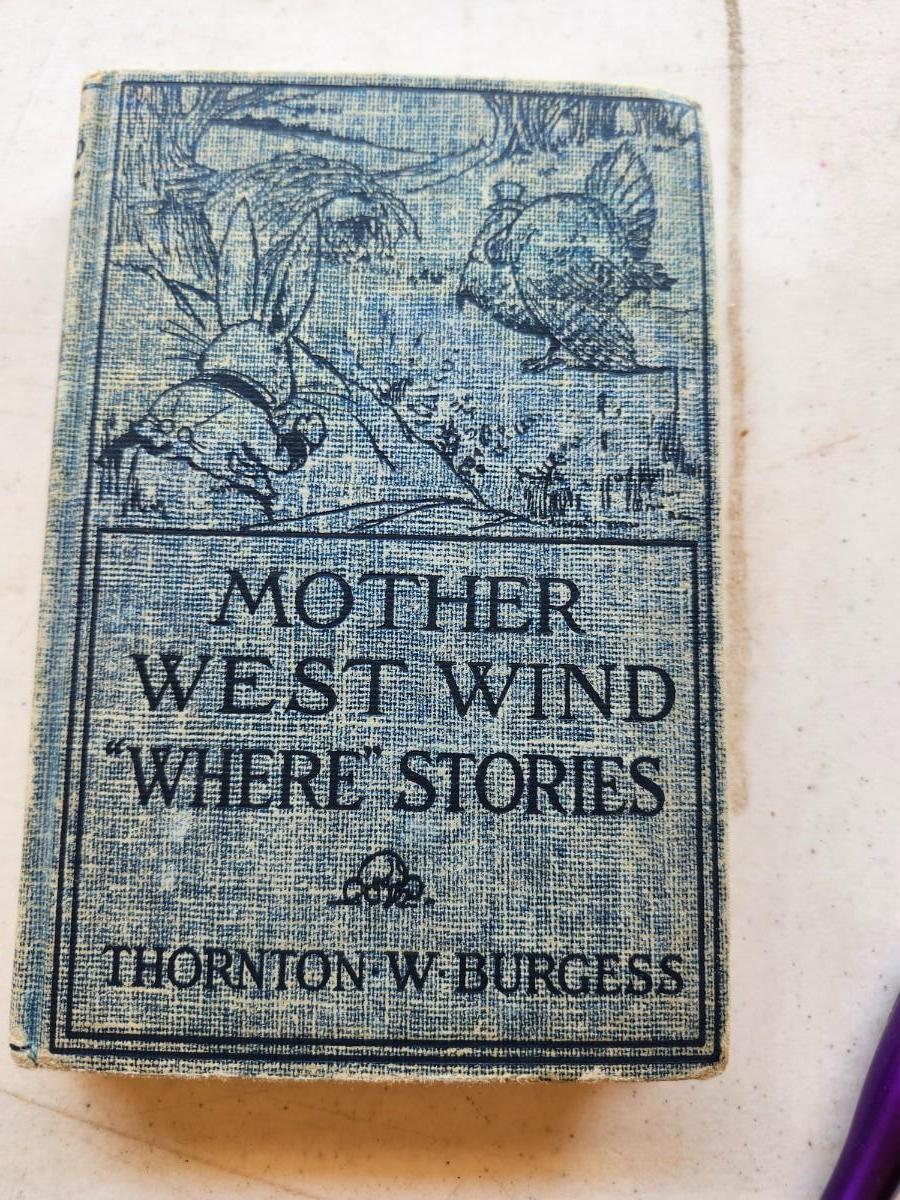 MOTHER
WEST WIND
“WHERE” STORIES
THORNTON·W·BURGESS